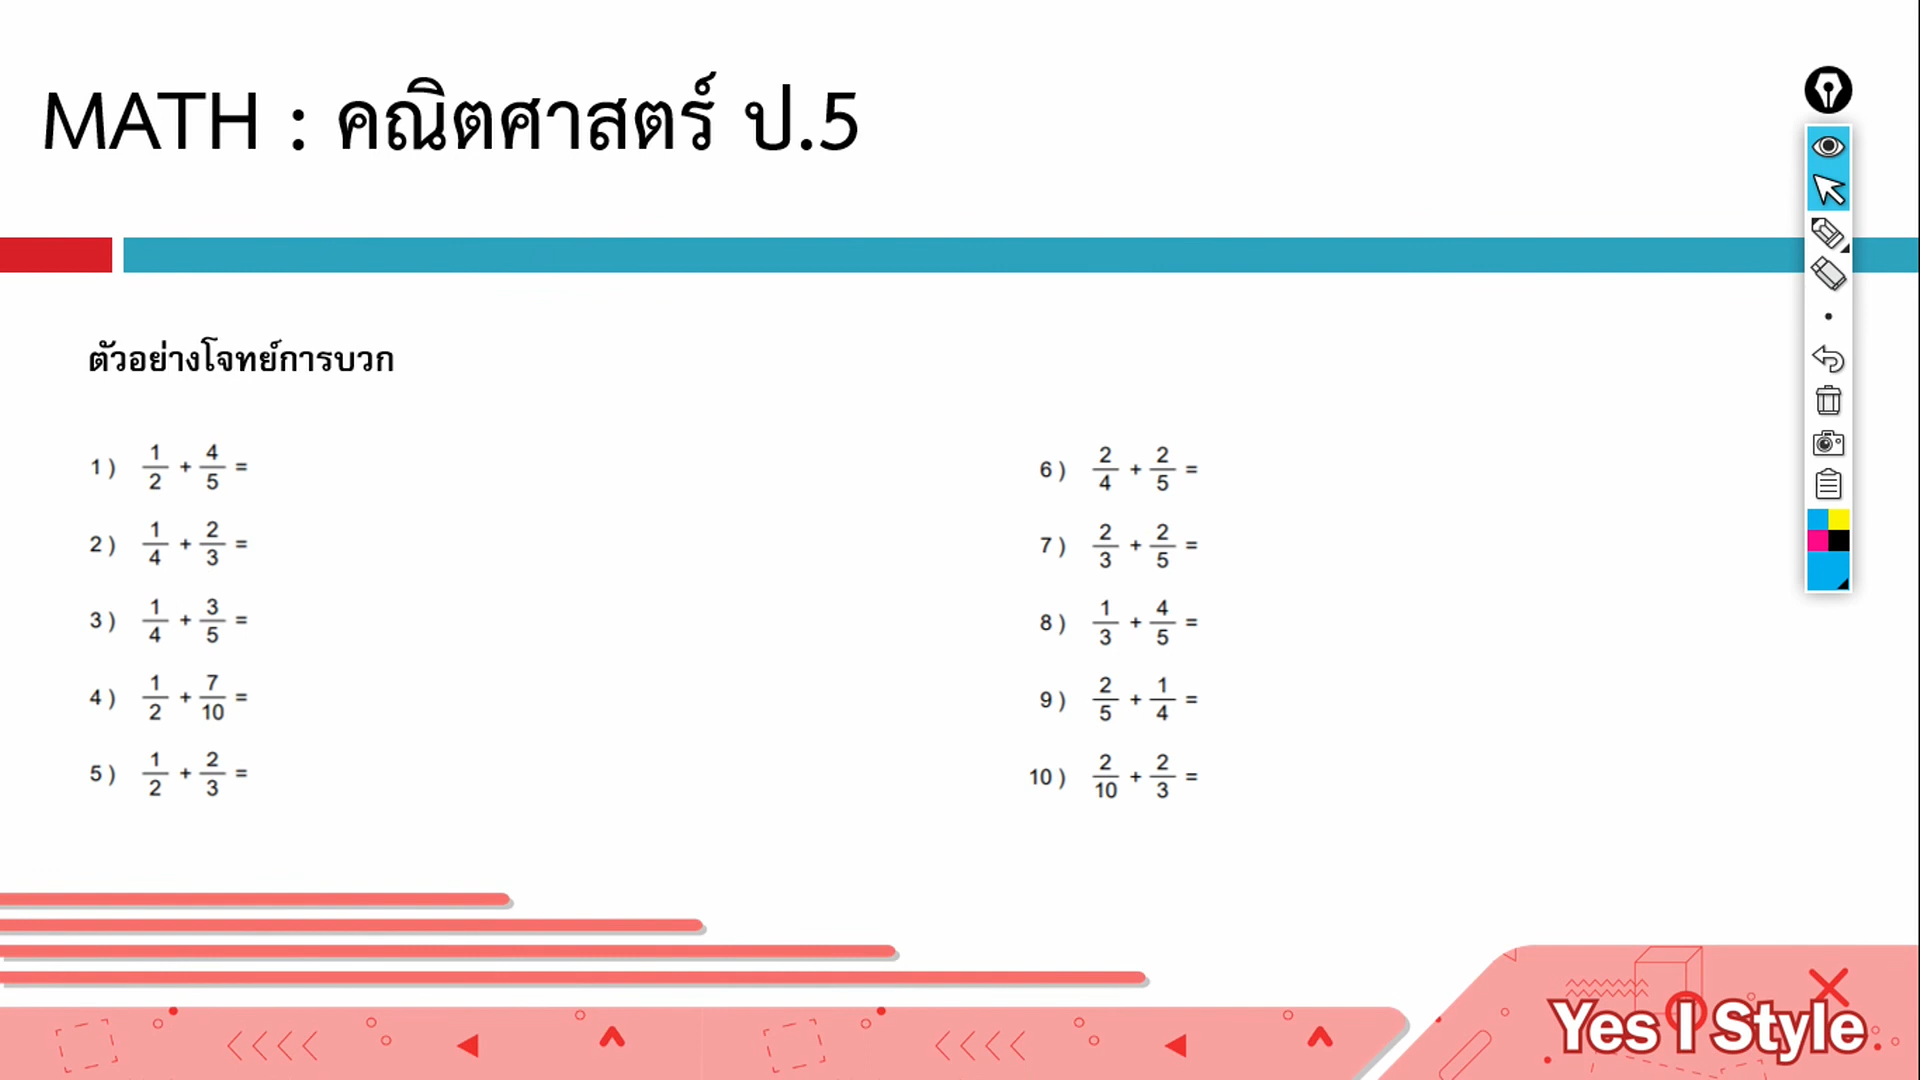 MATH : คณิตศาสตร์ ป.5
ตัวอย่างโจทย์การบวก
1 ) 1/2 + 4/5 =
2 ) 1/4 + 2/3 =
3 ) 1/4 + 3/5 =
4 ) 1/2 + 7/10 =
5 ) 1/2 + 2/3 =
6 ) 2/4 + 2/5 =
7 ) 2/3 + 2/5 =
8 ) 1/3 + 4/5 =
9 ) 2/5 + 1/4 =
10 ) 2/10 + 2/3 =
Yes I Style